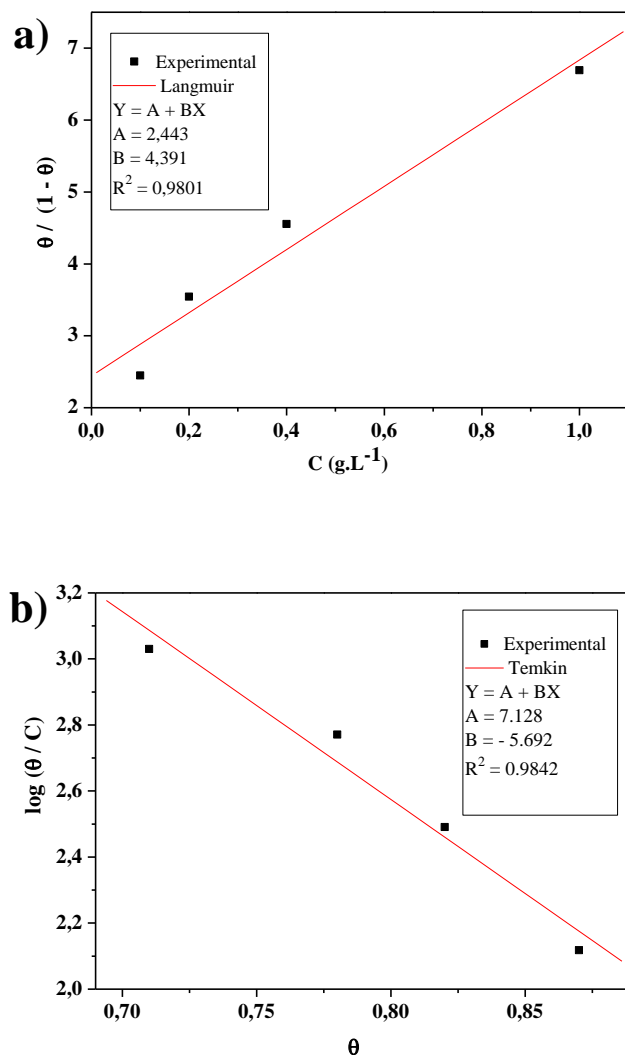 a)
Experimental
Langmuir
Y = A + BX
A = 2,443
B = 4,391
R² = 0,9801
θ / (1 - θ)
7
6
5
4
3
2
0,0 0,2 0,4 0,6 0,8 1,0
C (g.L⁻¹)
b)
Experimental
Temkin
Y = A + BX
A = 7.128
B = - 5.692
R² = 0.9842
log (θ / C)
3,2
3,0
2,8
2,6
2,4
2,2
2,0
0,70 0,75 0,80 0,85
θ